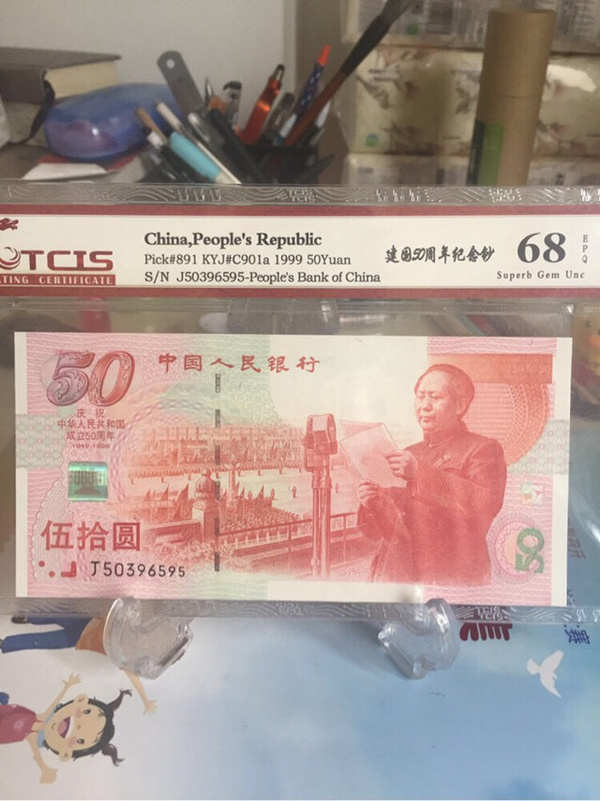 China,People's Republic
Pick#891 KYJ#C901a 1999 50Yuan
S/N J50396595-People's Bank of China
建国50周年纪念钞
68
EPQ
Superb Gem Unc
TCIS
TING CERTIFICATE
50
中国人民银行
庆祝
中华人民共和国
成立50周年
1949-1999
伍拾圆
J50396595
50
赛